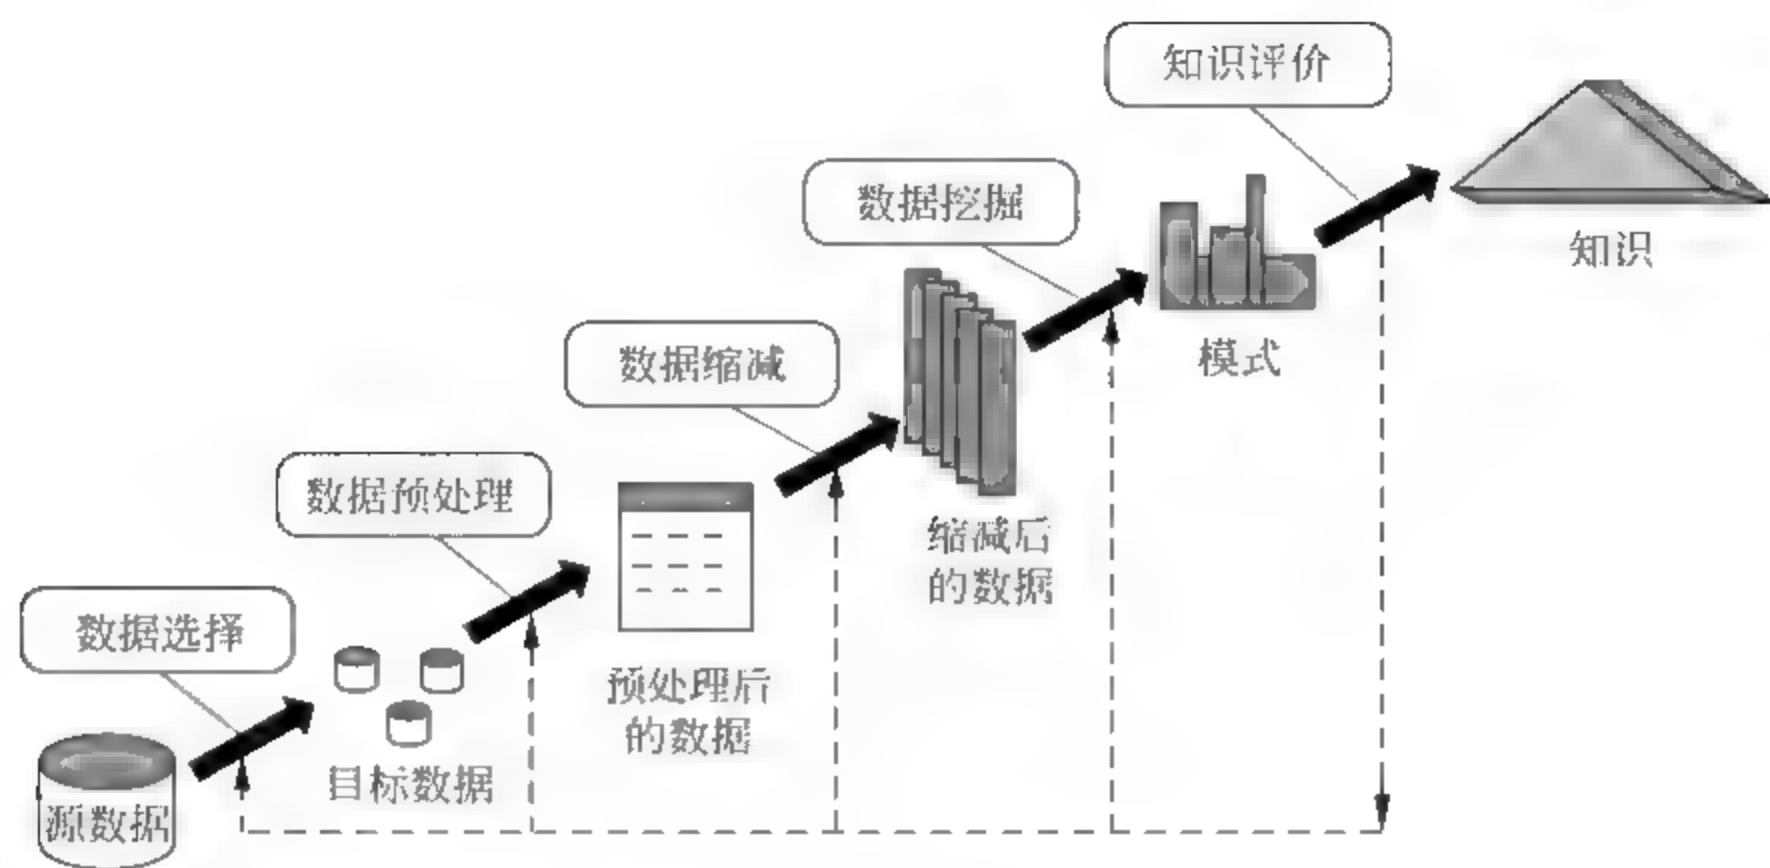 知识评价
知识
数据挖掘
模式
数据缩减
缩减后
的数据
数据预处理
预处理后
的数据
数据选择
目标数据
源数据